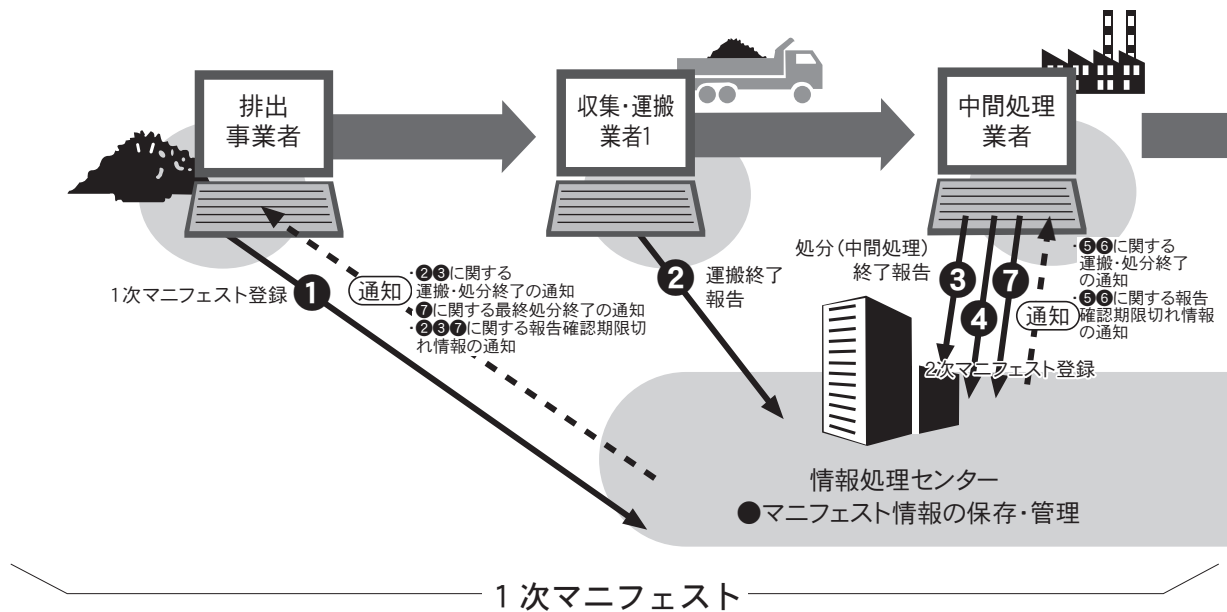 排出
事業者
収集・運搬
業者1
中間処理
業者
1次マニフェスト登録
❶
通知
・❷❸に関する
運搬・処分終了の通知
・❼に関する最終処分終了の通知
・❷❸❼に関する報告確認期限切
れ情報の通知
❷
運搬終了
報告
処分（中間処理）
終了報告
❸
❹
❼
2次マニフェスト登録
通知
・❺❻に関する
運搬・処分終了
の通知
・❺❻に関する報告
確認期限切れ情報
の通知
情報処理センター
●マニフェスト情報の保存・管理
1 次マニフェスト